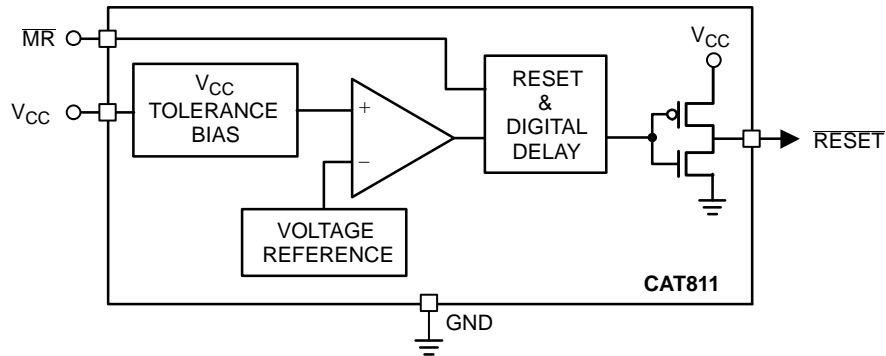 MR
VCC
VCC
TOLERANCE
BIAS
+
−
VOLTAGE
REFERENCE
RESET
&
DIGITAL
DELAY
VCC
RESET
CAT811
GND